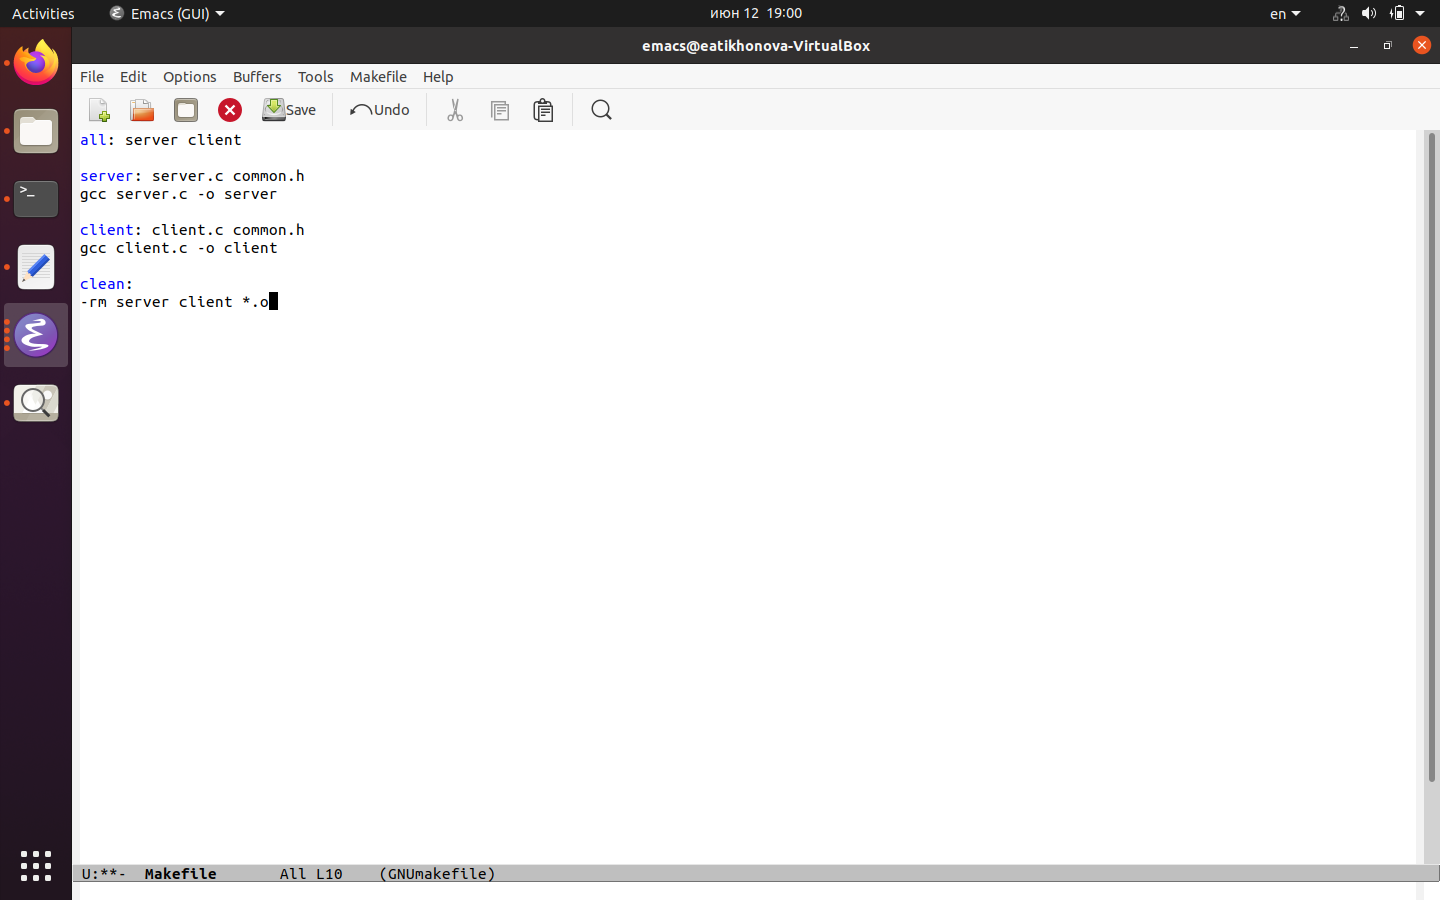 Activities Emacs (GUI) июн 12 19:00 en
emacs@eatikhonova-VirtualBox
File Edit Options Buffers Tools Makefile Help
Save Undo
all: server client
server: server.c common.h
gcc server.c -o server
client: client.c common.h
gcc client.c -o client
clean:
-rm server client *.o
U:**- Makefile All L10 (GNUmakefile)